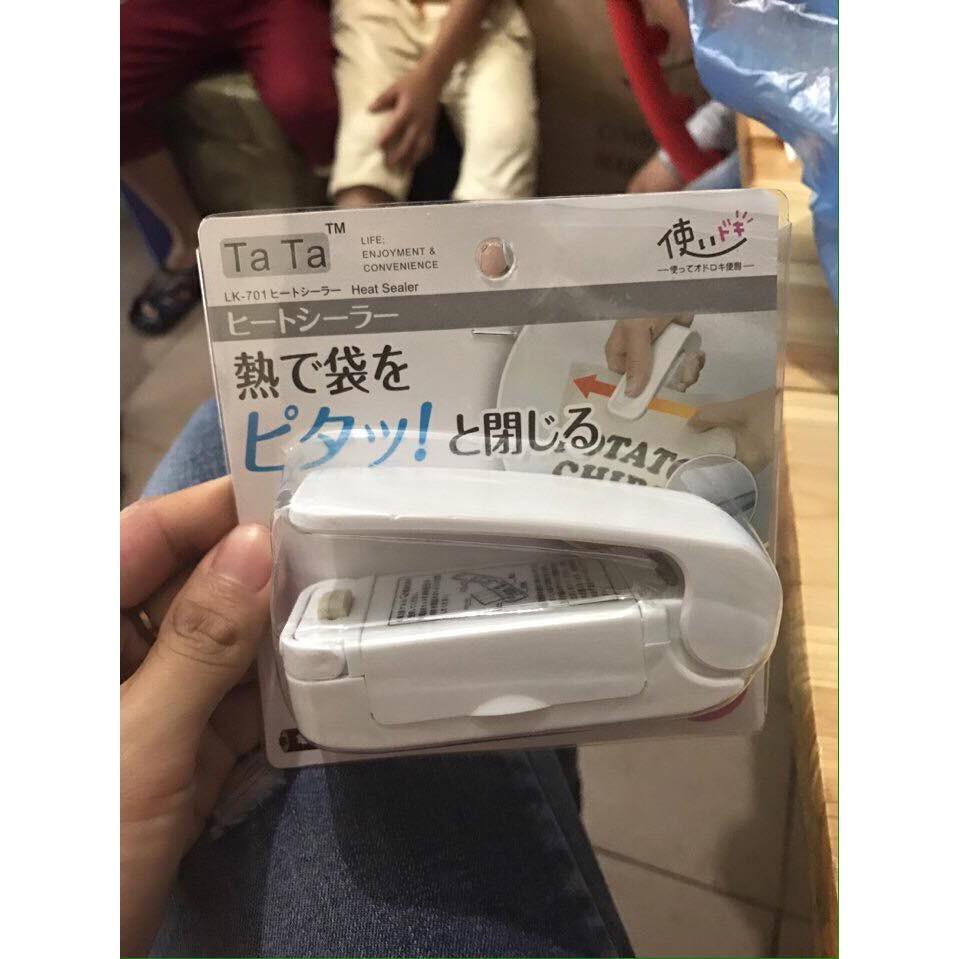 Ta Ta™
LIFE;
ENJOYMENT &
CONVENIENCE
使いドキ
使ってオドロキ便利
LK-701ヒートシーラー Heat Sealer
ヒートシーラー
熱で袋を
ピタッ!と閉じる
POTATO
CHIPS